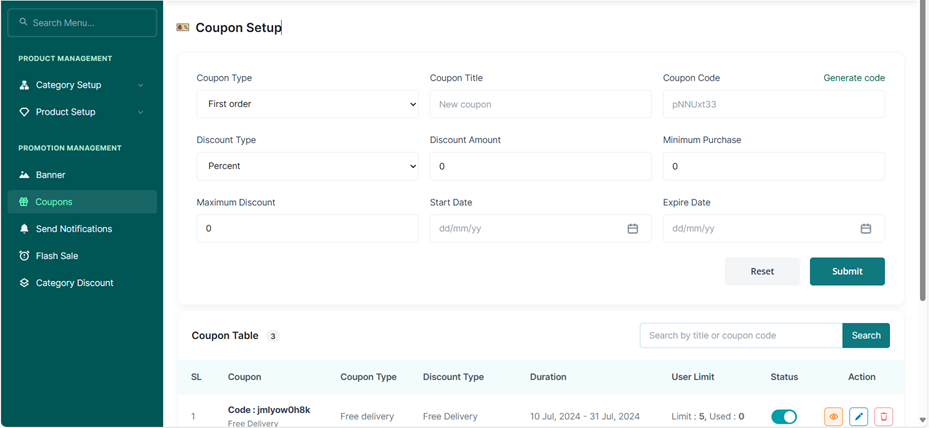 Search Menu...
Coupon Setup
PRODUCT MANAGEMENT
Category Setup
Product Setup
PROMOTION MANAGEMENT
Banner
Coupons
Send Notifications
Flash Sale
Category Discount
Coupon Type
Coupon Title
Coupon Code
Generate code
First order
New coupon
pNNUxt33
Discount Type
Discount Amount
Minimum Purchase
Percent
0
0
Maximum Discount
Start Date
Expire Date
0
dd/mm/yy
dd/mm/yy
Reset
Submit
Coupon Table 3
Search by title or coupon code
Search
SL Coupon Coupon Type Discount Type Duration User Limit Status Action
1 Code : jmlyow0h8k Free delivery Free Delivery 10 Jul, 2024 - 31 Jul, 2024 Limit : 5, Used : 0
Free Delivery